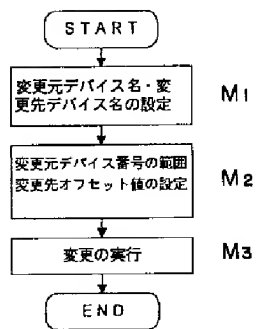 START
変更元デバイス名・変
更先デバイス名の設定
M1
変更元デバイス番号の範囲
変更先オフセット値の設定
M2
変更の実行
M3
END